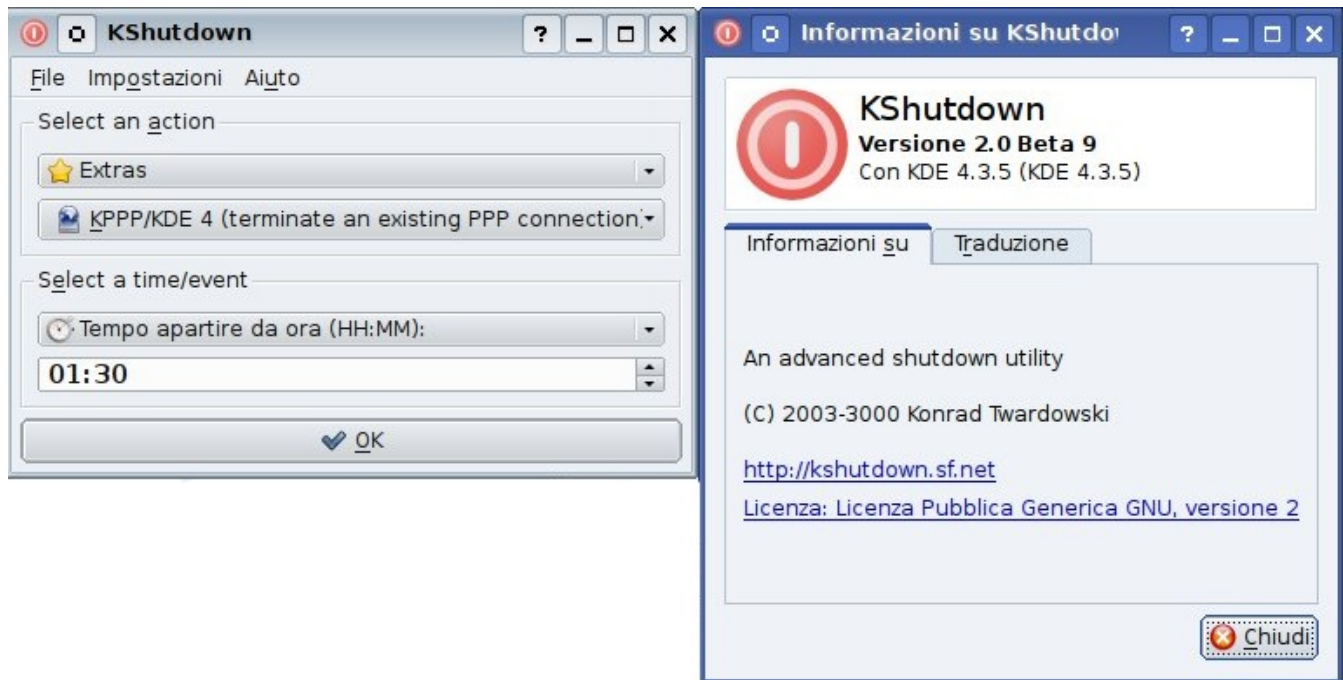 KShutdown
File Impostazioni Aiuto
Select an action
Extras
KPPP/KDE 4 (terminate an existing PPP connection)
Select a time/event
Tempo apartire da ora (HH:MM):
01:30
OK
Informazioni su KShutdo
KShutdown
Versione 2.0 Beta 9
Con KDE 4.3.5 (KDE 4.3.5)
Informazioni su Traduzione
An advanced shutdown utility
(C) 2003-3000 Konrad Twardowski
http://kshutdown.sf.net
Licenza: Licenza Pubblica Generica GNU, versione 2
Chiudi